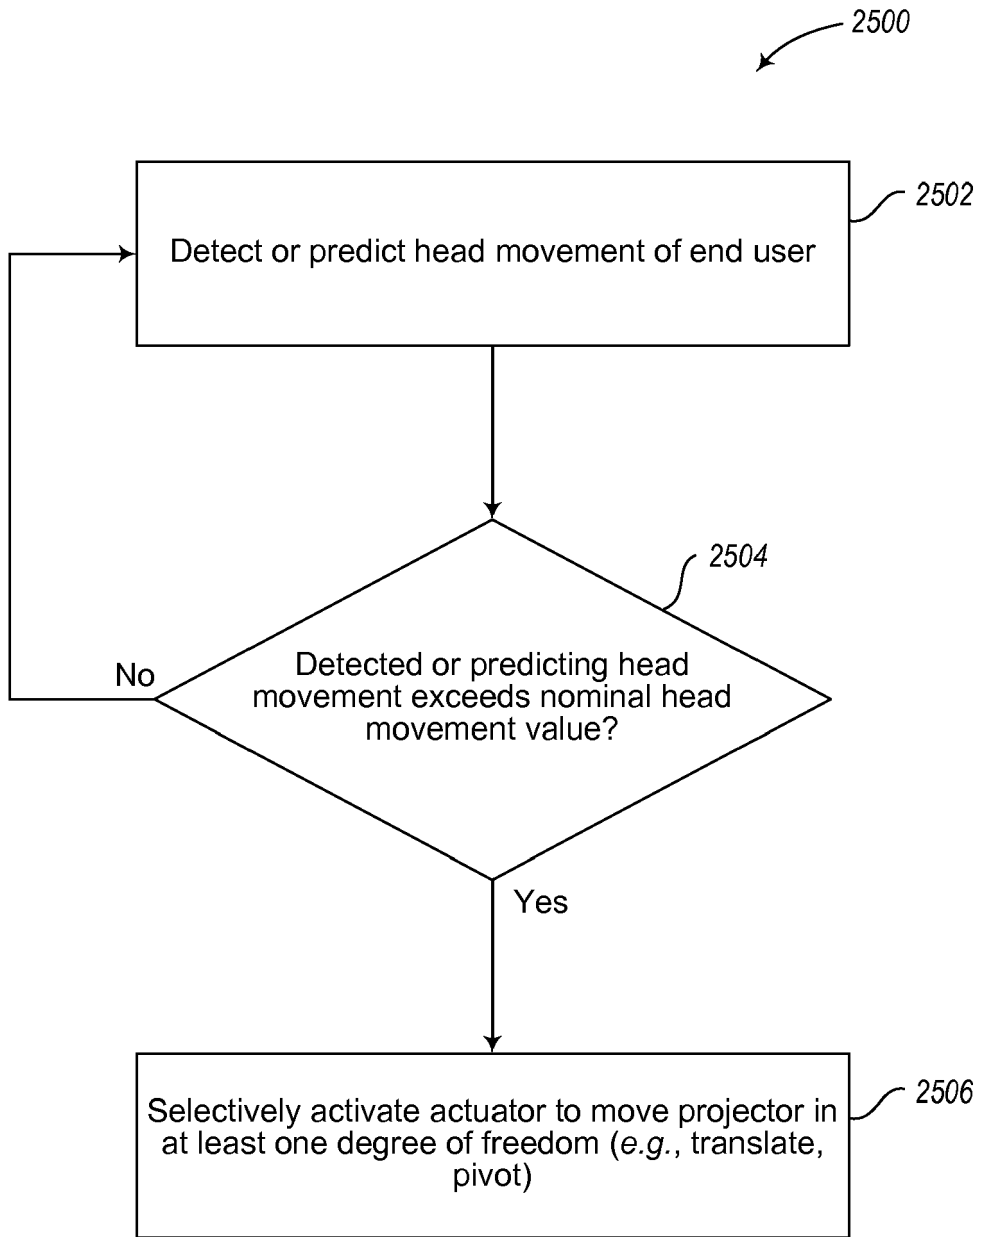 2500
2502
Detect or predict head movement of end user
2504
No
Detected or predicting head
movement exceeds nominal head
movement value?
Yes
2506
Selectively activate actuator to move projector in
at least one degree of freedom (e.g., translate,
pivot)